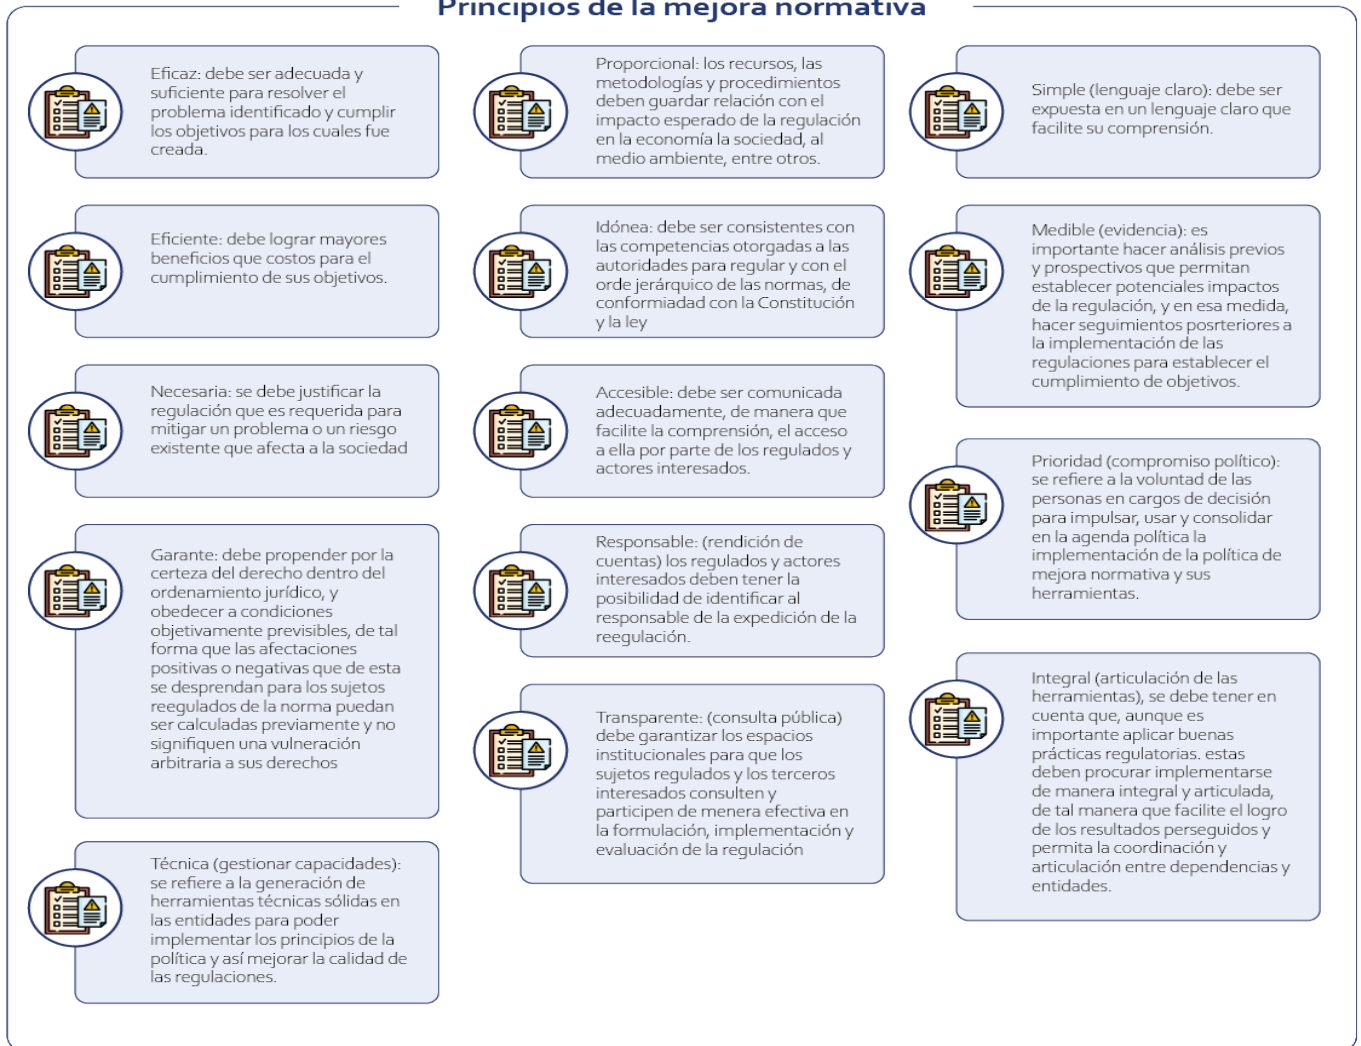 Principios de la mejora normativa
Eficaz: debe ser adecuada y
suficiente para resolver el
problema identificado y cumplir
los objetivos para los cuales fue
creada.
Eficiente: debe lograr mayores
beneficios que costos para el
cumplimiento de sus objetivos.
Necesaria: se debe justificar la
regulación que es requerida para
mitigar un problema o un riesgo
existente que afecta a la sociedad
Garante: debe propender por la
certeza del derecho dentro del
ordenamiento jurídico, y
obedecer a condiciones
objetivamente previsibles, de tal
forma que las afectaciones
positivas o negativas que de esta
se desprendan para los sujetos
reegulados de la norma puedan
ser calculadas previamente y no
signifiquen una vulneración
arbitraria a sus derechos
Técnica (gestionar capacidades):
se refiere a la generación de
herramientas técnicas sólidas en
las entidades para poder
implementar los principios de la
política y así mejorar la calidad de
las regulaciones.
Proporcional: los recursos, las
metodologías y procedimientos
deben guardar relación con el
impacto esperado de la regulación
en la economía la sociedad, al
medio ambiente, entre otros.
Idónea: debe ser consistentes con
las competencias otorgadas a las
autoridades para regular y con el
orde jerárquico de las normas, de
conformiadad con la Constitución
y la ley
Accesible: debe ser comunicada
adecuadamente, de manera que
facilite la comprensión, el acceso
a ella por parte de los regulados y
actores interesados.
Responsable: (rendición de
cuentas) los regulados y actores
interesados deben tener la
posibilidad de identificar al
responsable de la expedición de la
reegulación.
Transparente: (consulta pública)
debe garantizar los espacios
institucionales para que los
sujetos regulados y los terceros
interesados consulten y
participen de menera efectiva en
la formulación, implementación y
evaluación de la regulación
Simple (lenguaje claro): debe ser
expuesta en un lenguaje claro que
facilite su comprensión.
Medible (evidencia): es
importante hacer análisis previos
y prospectivos que permitan
establecer potenciales impactos
de la regulación, y en esa medida,
hacer seguimientos posrteriores a
la implementación de las
regulaciones para establecer el
cumplimiento de objetivos.
Prioridad (compromiso político):
se refiere a la voluntad de las
personas en cargos de decisión
para impulsar, usar y consolidar
en la agenda política la
implementación de la política de
mejora normativa y sus
herramientas.
Integral (articulación de las
herramientas), se debe tener en
cuenta que, aunque es
importante aplicar buenas
prácticas regulatorias. estas
deben procurar implementarse
de manera integral y articulada,
de tal manera que facilite el logro
de los resultados perseguidos y
permita la coordinación y
articulación entre dependencias y
entidades.